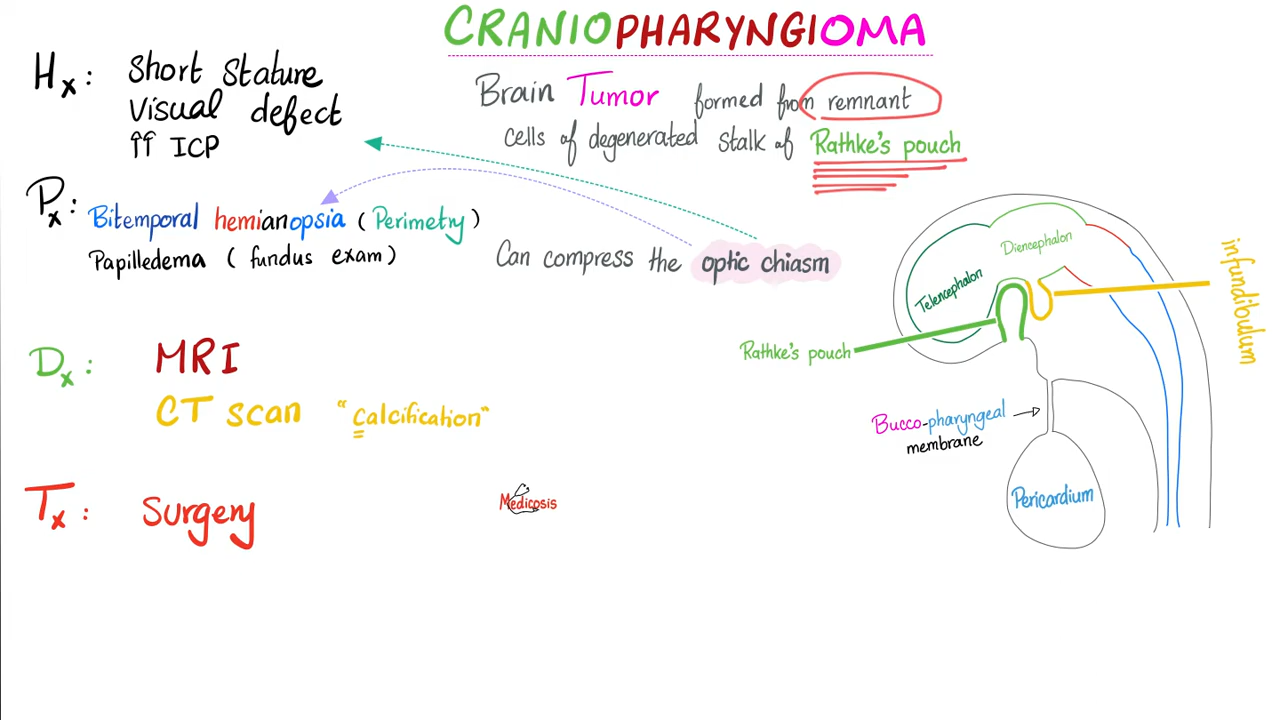 CRANIOPHARYNGIOMA
Hx: Short Stature
Visual defect
⇈ ICP
Brain Tumor formed from remnant
cells of degenerated stalk of Rathke's pouch
Px:
Bitemporal hemianopsia (Perimetry)
Papilledema (fundus exam)
Can compress the optic chiasm
Dx: MRI
CT scan "calcification"
Tx: Surgery
Medicosis
Diencephalon
Telencephalon
infundibulum
Rathke's pouch
Bucco-pharyngeal
membrane
Pericardium